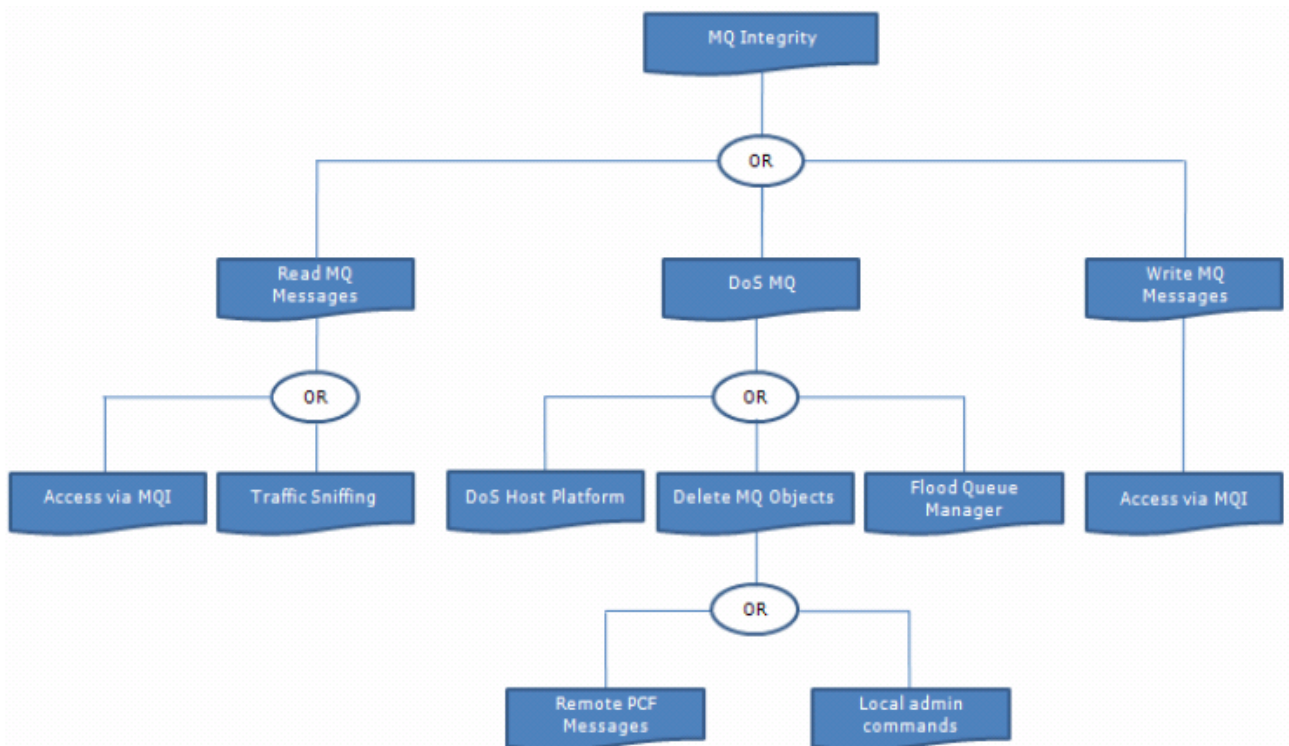 MQ Integrity
OR
Read MQ
Messages
DoS MQ
Write MQ
Messages
OR
OR
Access via MQI
Traffic Sniffing
DoS Host Platform
Delete MQ Objects
Flood Queue
Manager
Access via MQI
OR
Remote PCF
Messages
Local admin
commands